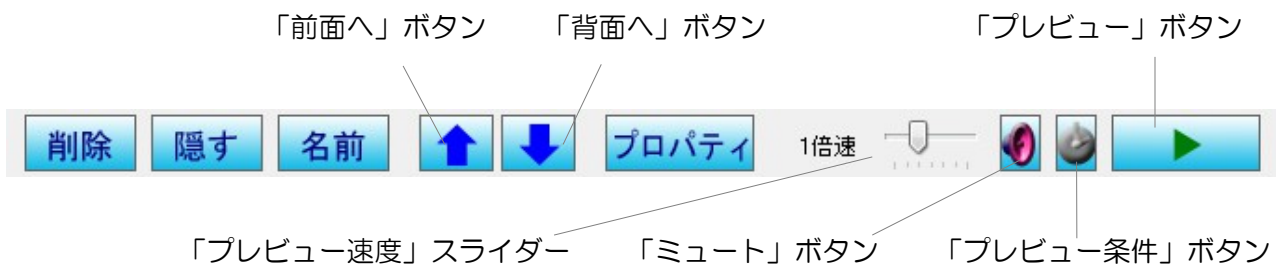 「前面へ」ボタン 「背面へ」ボタン 「プレビュー」ボタン
削除 隠す 名前 プロパティ 1倍速
「プレビュー速度」スライダー 「ミュート」ボタン 「プレビュー条件」ボタン